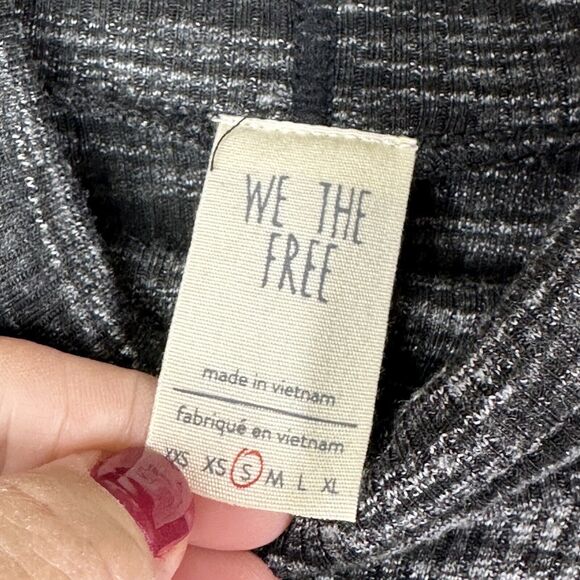 WE THE
FREE
made in vietnam
fabriqué en vietnam
XXS XS S M L XL